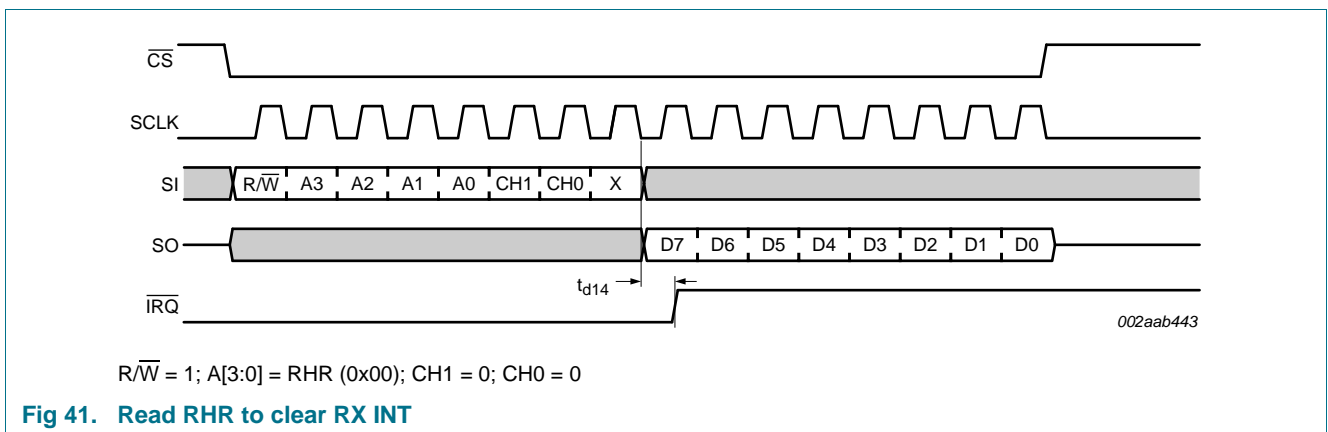 CS
SCLK
SI R/W A3 A2 A1 A0 CH1 CH0 X
SO D7 D6 D5 D4 D3 D2 D1 D0
td14
IRQ
002aab443
R/W = 1; A[3:0] = RHR (0x00); CH1 = 0; CH0 = 0
Fig 41. Read RHR to clear RX INT